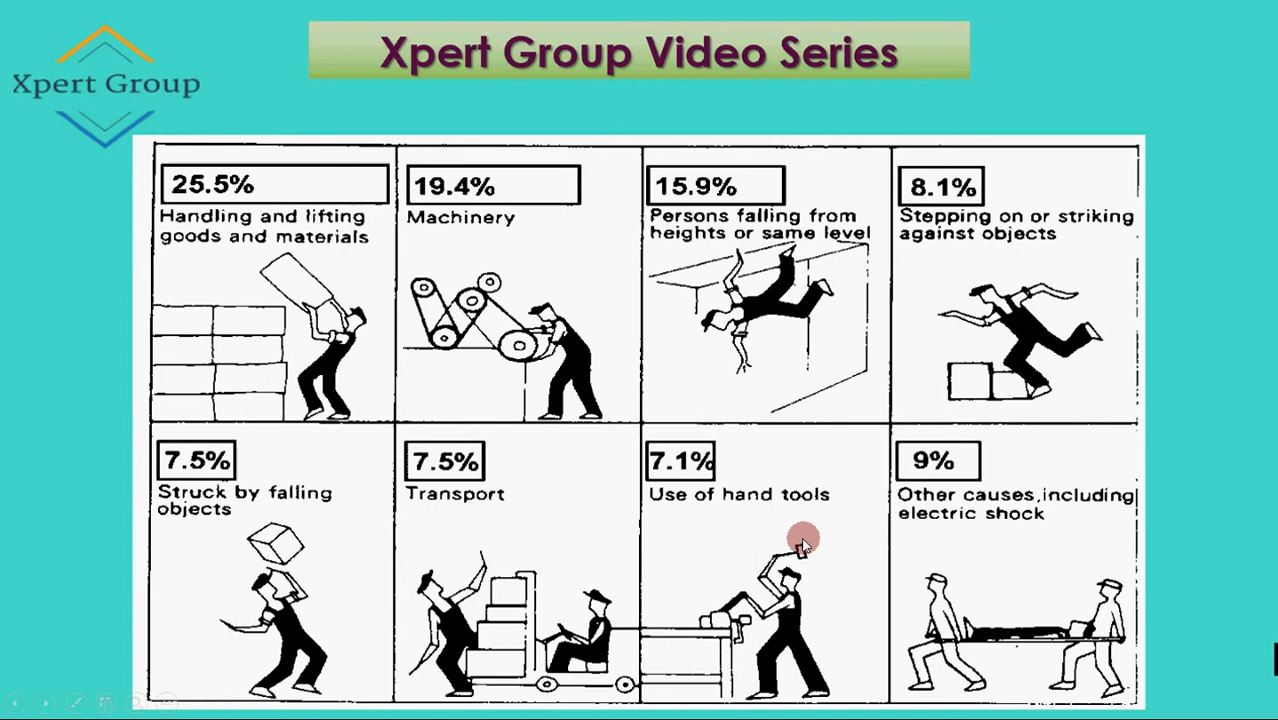 Xpert Group Video Series
Xpert Group
25.5%
Handling and lifting
goods and materials
19.4%
Machinery
15.9%
Persons falling from
heights or same level
8.1%
Stepping on or striking
against objects
7.5%
Struck by falling
objects
7.5%
Transport
7.1%
Use of hand tools
9%
Other causes,including
electric shock